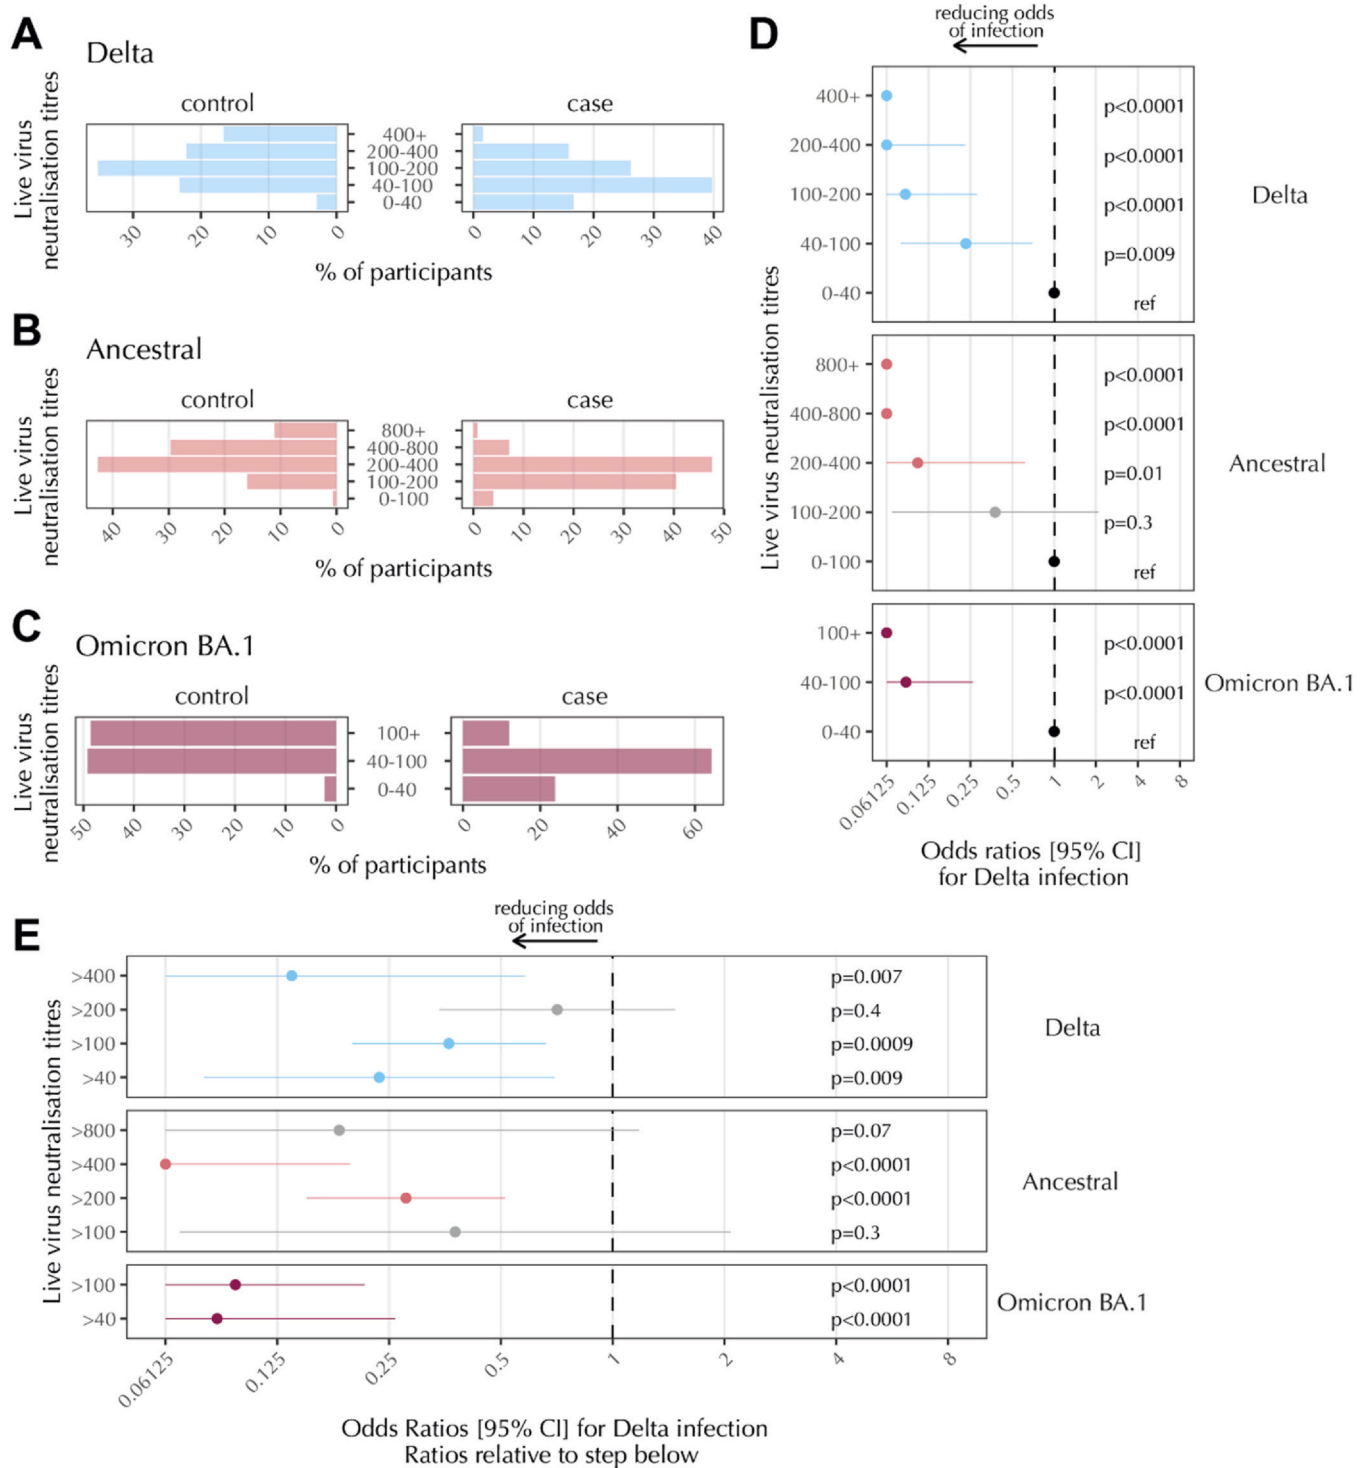 A
Delta
control
case
Live virus
neutralisation titres
400+
200-400
100-200
40-100
0-40
30
20
10
0
0
10
20
30
40
% of participants
B
Ancestral
control
case
Live virus
neutralisation titres
800+
400-800
200-400
100-200
0-100
40
30
20
10
0
0
10
20
30
40
50
% of participants
C
Omicron BA.1
control
case
Live virus
neutralisation titres
100+
40-100
0-40
50
40
30
20
10
0
0
20
40
60
% of participants
D
reducing odds
of infection
Live virus neutralisation titres
400+
p<0.0001
200-400
p<0.0001
100-200
p<0.0001
40-100
p=0.009
0-40
ref
Delta
800+
p<0.0001
400-800
p<0.0001
200-400
p=0.01
100-200
p=0.3
0-100
ref
Ancestral
100+
p<0.0001
40-100
p<0.0001
0-40
ref
Omicron BA.1
0.06125
0.125
0.25
0.5
1
2
4
8
Odds ratios [95% CI]
for Delta infection
E
reducing odds
of infection
Live virus neutralisation titres
>400
p=0.007
>200
p=0.4
>100
p=0.0009
>40
p=0.009
Delta
>800
p=0.07
>400
p<0.0001
>200
p<0.0001
>100
p=0.3
Ancestral
>100
p<0.0001
>40
p<0.0001
Omicron BA.1
0.06125
0.125
0.25
0.5
1
2
4
8
Odds Ratios [95% CI] for Delta infection
Ratios relative to step below